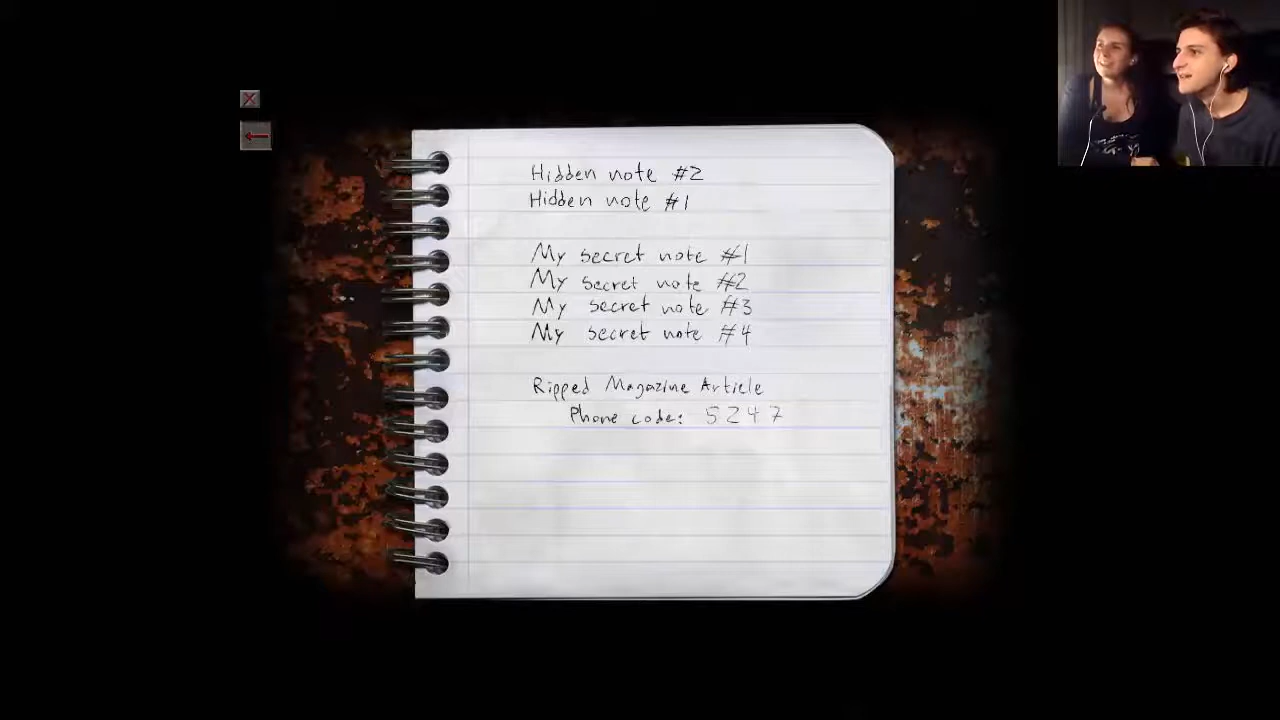 Hidden note #2
Hidden note #1
My secret note #1
My secret note #2
My secret note #3
My secret note #4
Ripped Magazine Article
Phone code: 5247